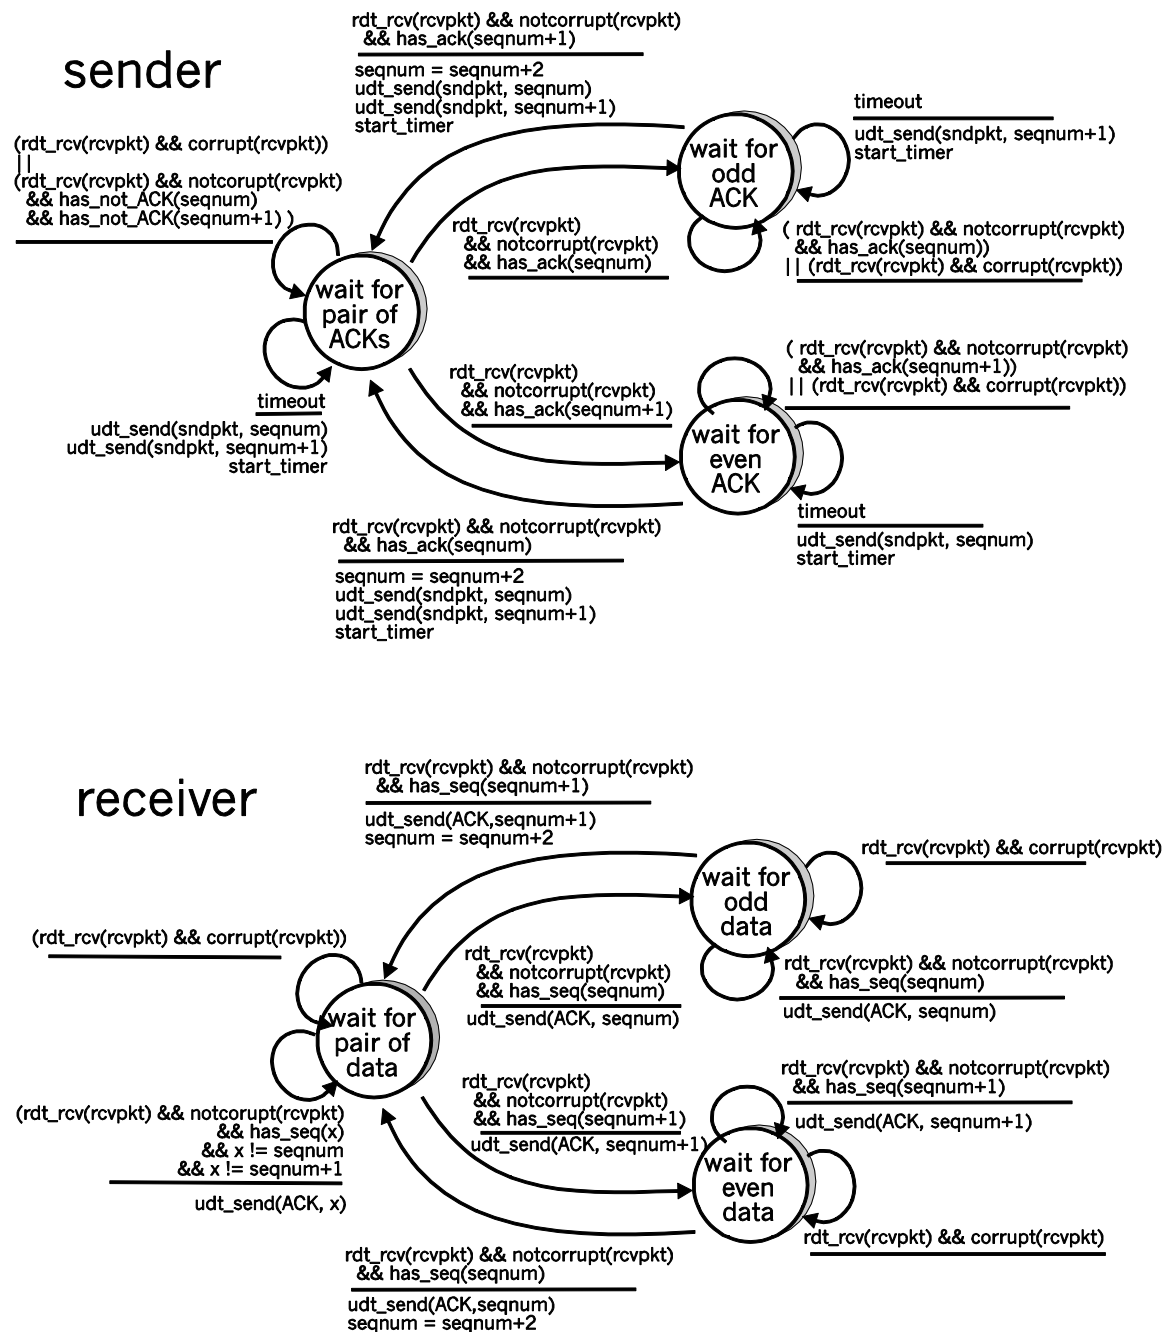 sender
rdt_rcv(rcvpkt) && notcorrupt(rcvpkt)
&& has_ack(seqnum+1)
seqnum = seqnum+2
udt_send(sndpkt, seqnum)
udt_send(sndpkt, seqnum+1)
start_timer
(rdt_rcv(rcvpkt) && corrupt(rcvpkt))
||
(rdt_rcv(rcvpkt) && notcorupt(rcvpkt)
&& has_not_ACK(seqnum)
&& has_not_ACK(seqnum+1) )
wait for
odd
ACK
timeout
udt_send(sndpkt, seqnum+1)
start_timer
rdt_rcv(rcvpkt)
&& notcorrupt(rcvpkt)
&& has_ack(seqnum)
( rdt_rcv(rcvpkt) && notcorrupt(rcvpkt)
&& has_ack(seqnum))
|| (rdt_rcv(rcvpkt) && corrupt(rcvpkt))
wait for
pair of
ACKs
timeout
udt_send(sndpkt, seqnum)
udt_send(sndpkt, seqnum+1)
start_timer
rdt_rcv(rcvpkt)
&& notcorrupt(rcvpkt)
&& has_ack(seqnum+1)
( rdt_rcv(rcvpkt) && notcorrupt(rcvpkt)
&& has_ack(seqnum+1))
|| (rdt_rcv(rcvpkt) && corrupt(rcvpkt))
wait for
even
ACK
timeout
udt_send(sndpkt, seqnum)
start_timer
rdt_rcv(rcvpkt) && notcorrupt(rcvpkt)
&& has_ack(seqnum)
seqnum = seqnum+2
udt_send(sndpkt, seqnum)
udt_send(sndpkt, seqnum+1)
start_timer
receiver
rdt_rcv(rcvpkt) && notcorrupt(rcvpkt)
&& has_seq(seqnum+1)
udt_send(ACK,seqnum+1)
seqnum = seqnum+2
wait for
odd
data
rdt_rcv(rcvpkt) && corrupt(rcvpkt)
(rdt_rcv(rcvpkt) && corrupt(rcvpkt))
rdt_rcv(rcvpkt)
&& notcorrupt(rcvpkt)
&& has_seq(seqnum)
udt_send(ACK, seqnum)
rdt_rcv(rcvpkt) && notcorrupt(rcvpkt)
&& has_seq(seqnum)
udt_send(ACK, seqnum)
wait for
pair of
data
(rdt_rcv(rcvpkt) && notcorupt(rcvpkt)
&& has_seq(x)
&& x != seqnum
&& x != seqnum+1
udt_send(ACK, x)
rdt_rcv(rcvpkt)
&& notcorrupt(rcvpkt)
&& has_seq(seqnum+1)
udt_send(ACK, seqnum+1)
rdt_rcv(rcvpkt) && notcorrupt(rcvpkt)
&& has_seq(seqnum+1)
udt_send(ACK, seqnum+1)
wait for
even
data
rdt_rcv(rcvpkt) && corrupt(rcvpkt)
rdt_rcv(rcvpkt) && notcorrupt(rcvpkt)
&& has_seq(seqnum)
udt_send(ACK,seqnum)
seqnum = seqnum+2